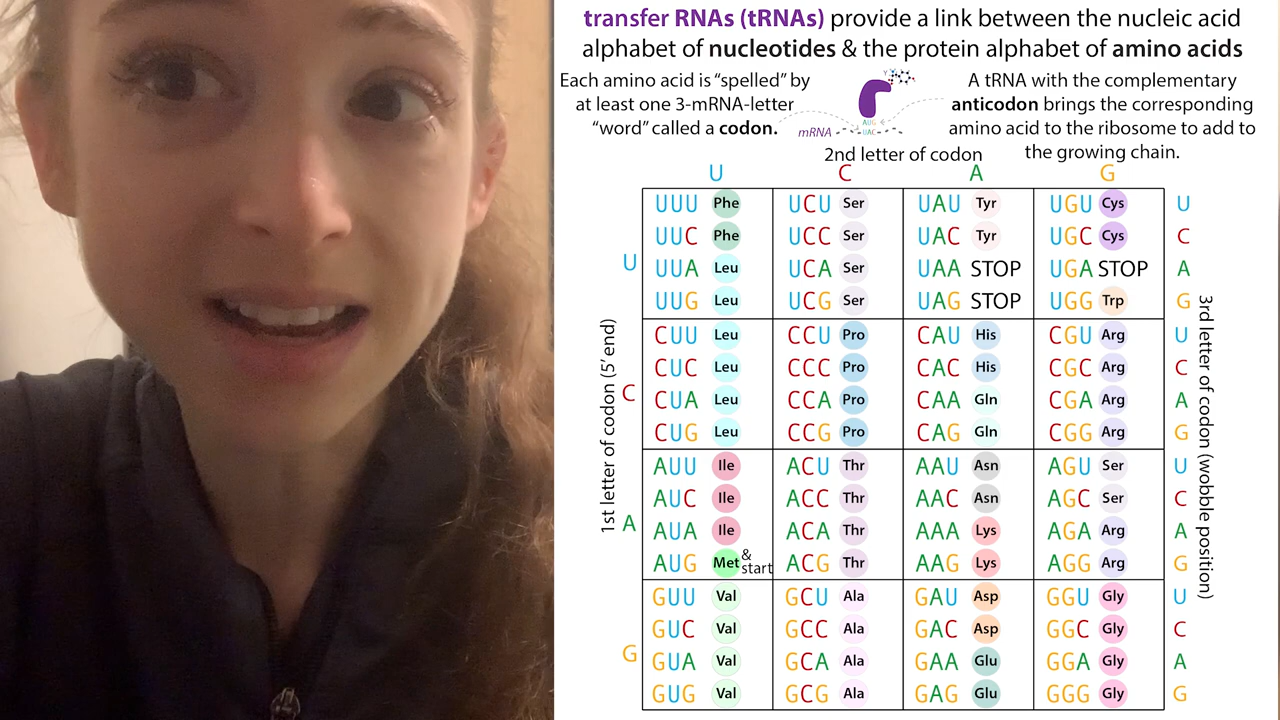 transfer RNAs (tRNAs) provide a link between the nucleic acid
alphabet of nucleotides & the protein alphabet of amino acids
Each amino acid is "spelled" by
at least one 3-mRNA-letter
"word" called a codon.
mRNA
AUG
UAC
A tRNA with the complementary
anticodon brings the corresponding
amino acid to the ribosome to add to
the growing chain.
2nd letter of codon
U C A G
1st letter of codon (5' end)
3rd letter of codon (wobble position)
U
UUU Phe UCU Ser UAU Tyr UGU Cys U
UUC Phe UCC Ser UAC Tyr UGC Cys C
UUA Leu UCA Ser UAA STOP UGA STOP A
UUG Leu UCG Ser UAG STOP UGG Trp G
C
CUU Leu CCU Pro CAU His CGU Arg U
CUC Leu CCC Pro CAC His CGC Arg C
CUA Leu CCA Pro CAA Gln CGA Arg A
CUG Leu CCG Pro CAG Gln CGG Arg G
A
AUU Ile ACU Thr AAU Asn AGU Ser U
AUC Ile ACC Thr AAC Asn AGC Ser C
AUA Ile ACA Thr AAA Lys AGA Arg A
AUG Met & start ACG Thr AAG Lys AGG Arg G
G
GUU Val GCU Ala GAU Asp GGU Gly U
GUC Val GCC Ala GAC Asp GGC Gly C
GUA Val GCA Ala GAA Glu GGA Gly A
GUG Val GCG Ala GAG Glu GGG Gly G